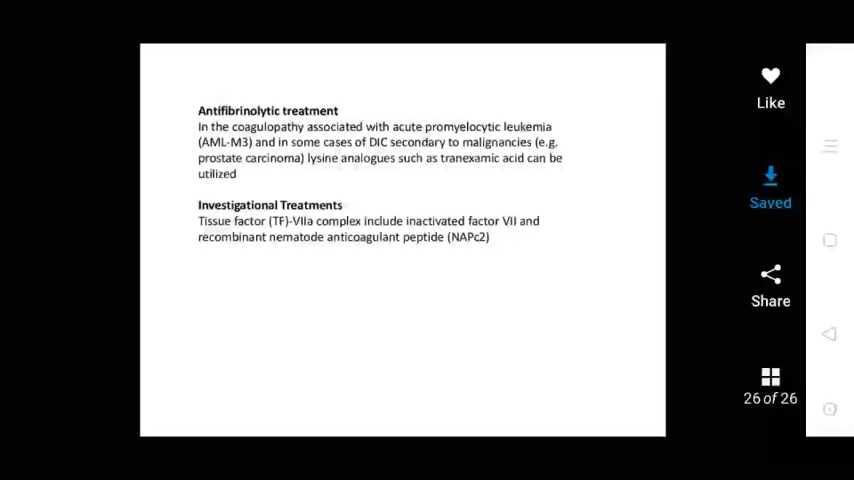 Antifibrinolytic treatment
In the coagulopathy associated with acute promyelocytic leukemia
(AML-M3) and in some cases of DIC secondary to malignancies (e.g.
prostate carcinoma) lysine analogues such as tranexamic acid can be
utilized
Investigational Treatments
Tissue factor (TF)-VIIa complex include inactivated factor VII and
recombinant nematode anticoagulant peptide (NAPc2)
Like
Saved
Share
26 of 26